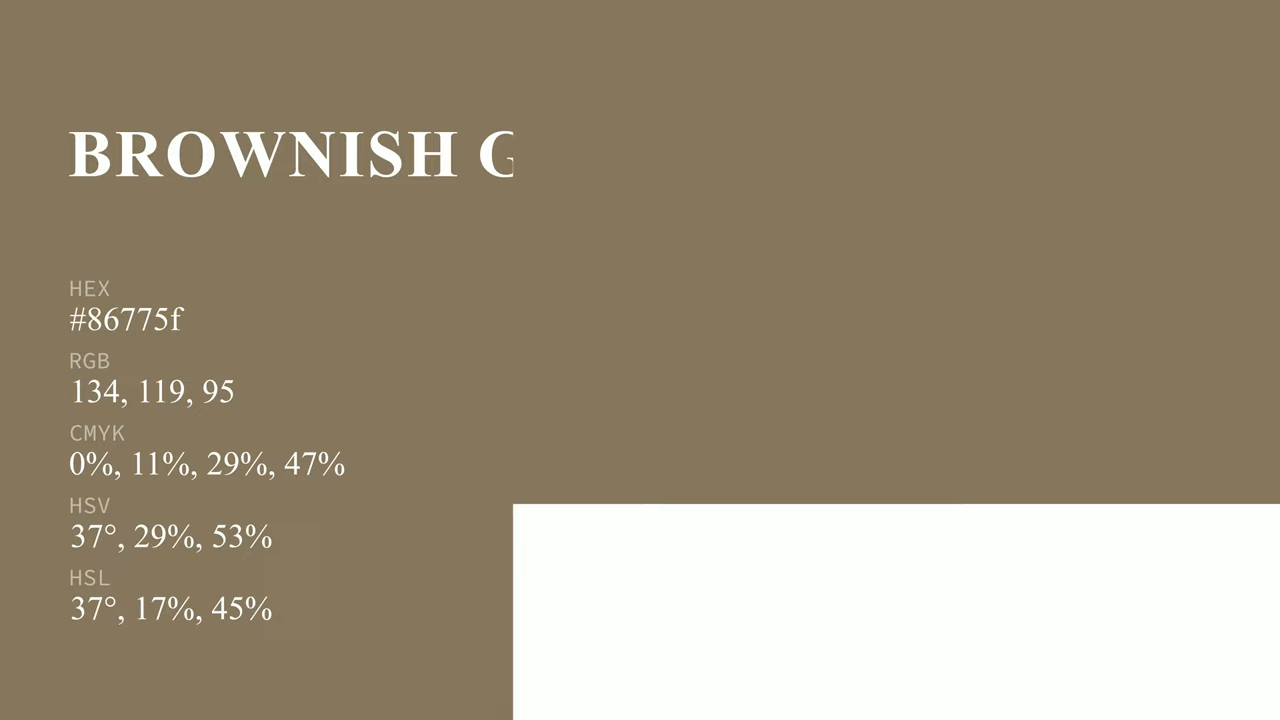 BROWNISH G
HEX
#86775f
RGB
134, 119, 95
CMYK
0%, 11%, 29%, 47%
HSV
37°, 29%, 53%
HSL
37°, 17%, 45%